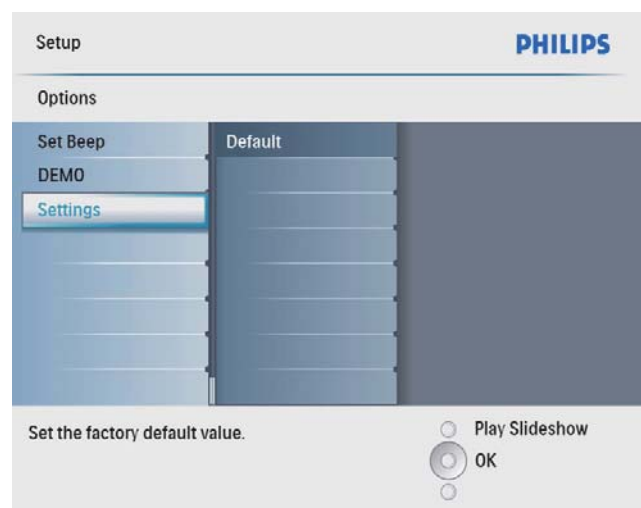 Setup
PHILIPS
Options
Set Beep
Default
DEMO
Settings
Set the factory default value.
Play Slideshow
OK